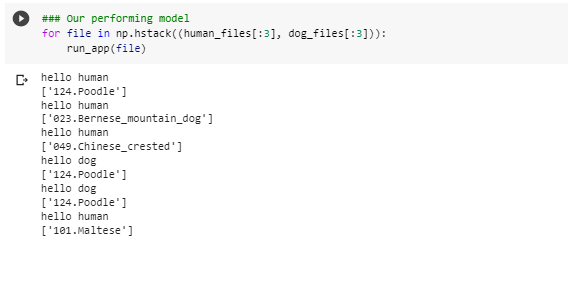 ### Our performing model
for file in np.hstack((human_files[:3], dog_files[:3])):
    run_app(file)
hello human
['124.Poodle']
hello human
['023.Bernese_mountain_dog']
hello human
['049.Chinese_crested']
hello dog
['124.Poodle']
hello dog
['124.Poodle']
hello human
['101.Maltese']